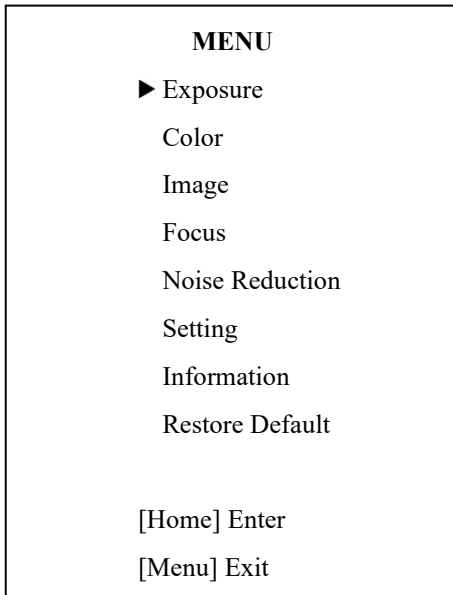 MENU
▶ Exposure
Color
Image
Focus
Noise Reduction
Setting
Information
Restore Default
[Home] Enter
[Menu] Exit